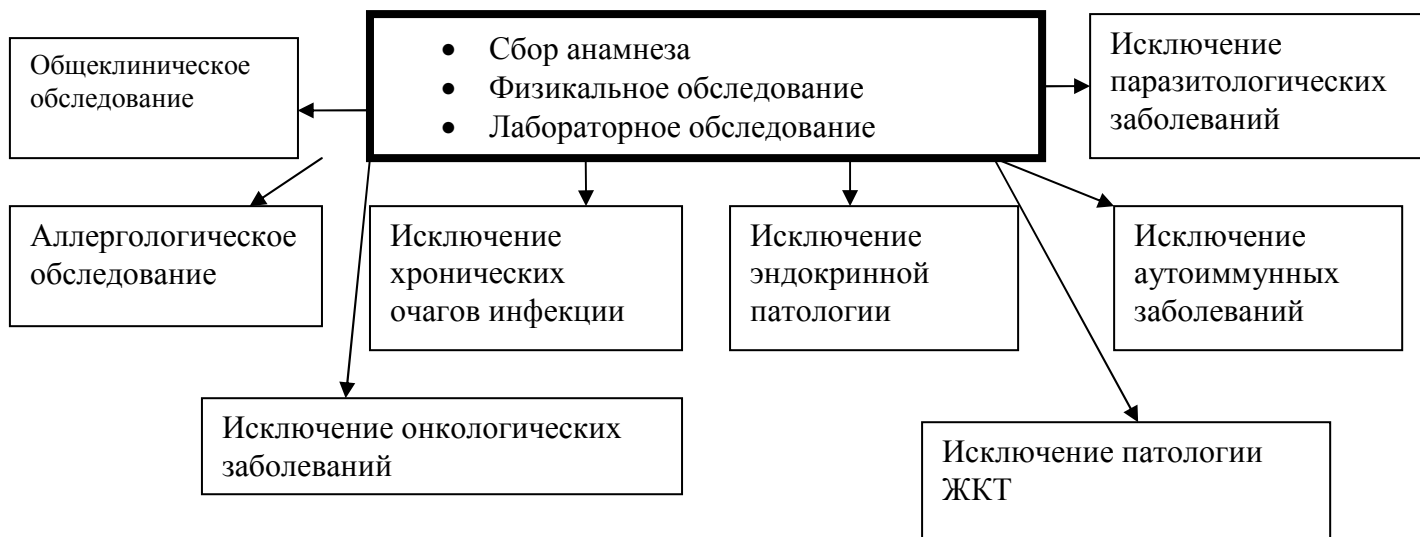 Общеклиническое
обследование
• Сбор анамнеза
• Физикальное обследование
• Лабораторное обследование
Исключение
паразитологических
заболеваний
Аллергологическое
обследование
Исключение
хронических
очагов инфекции
Исключение
эндокринной
патологии
Исключение
аутоиммунных
заболеваний
Исключение онкологических
заболеваний
Исключение патологии
ЖКТ